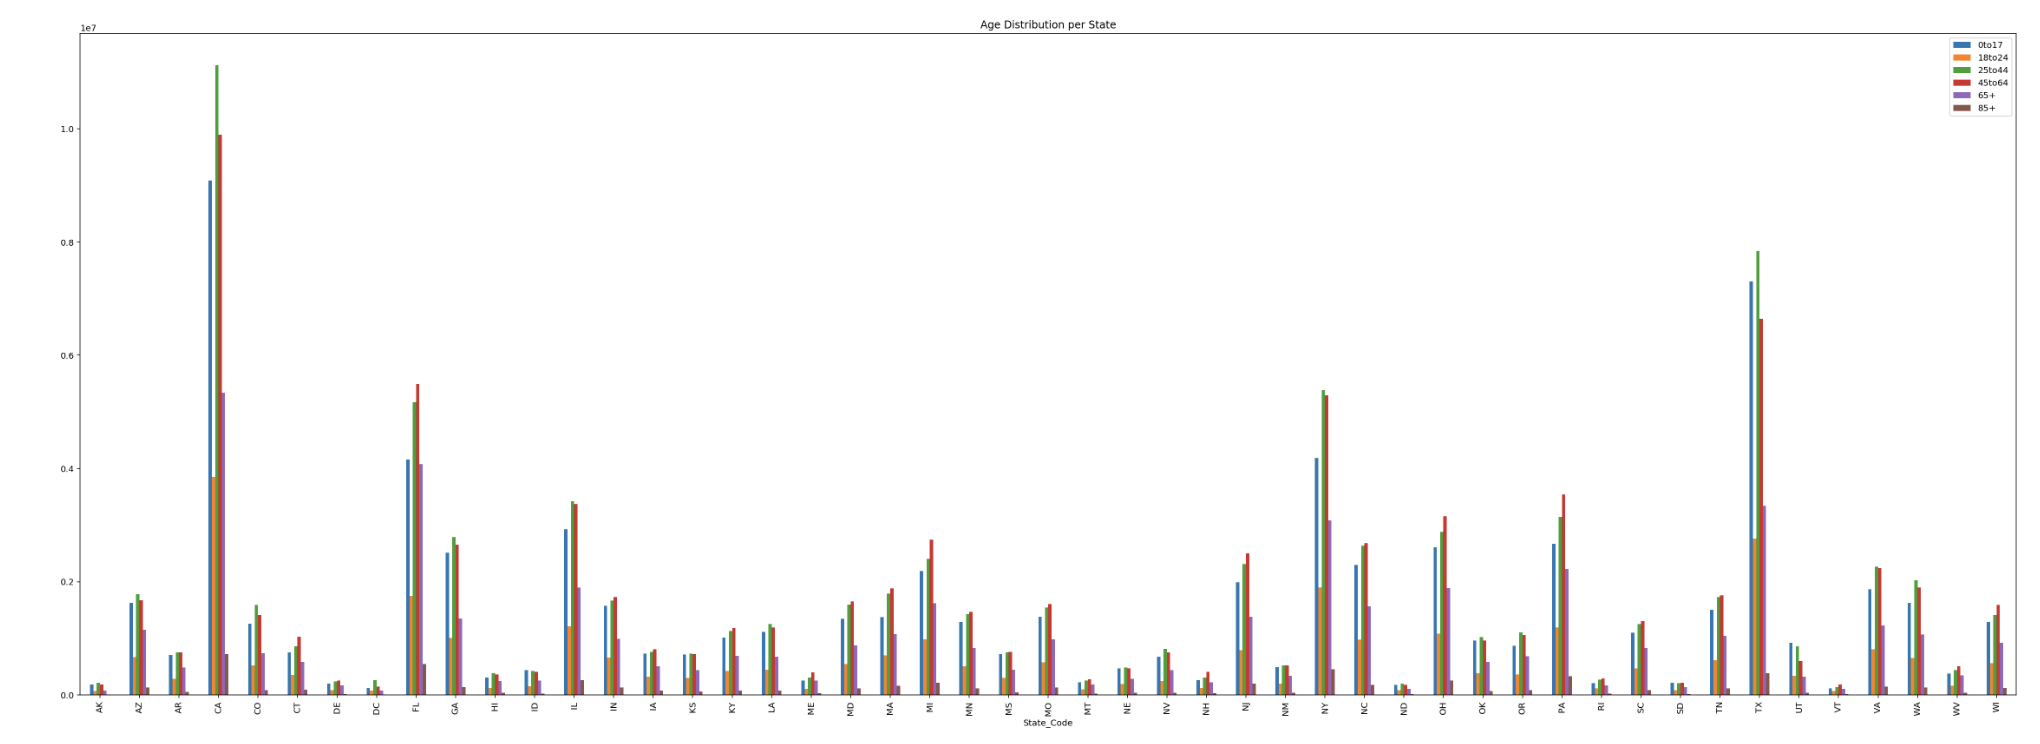 Age Distribution per State
1e7
0to17
18to24
25to44
45to64
65+
85+
1.0
0.8
0.6
0.4
0.2
0.0
AK AZ AR CA CO CT DE DC FL GA HI ID IL IN IA KS KY LA ME MD MA MI MN MS MO MT NE NV NH NJ NM NY NC ND OH OK OR PA RI SC SD TN TX UT VT VA WA WV WI
State_Code